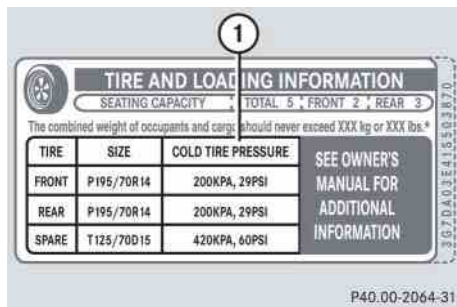 1
TIRE AND LOADING INFORMATION
SEATING CAPACITY TOTAL 5 FRONT 2 REAR 3
The combined weight of occupants and cargo should never exceed XXX kg or XXX lbs.*
TIRE SIZE COLD TIRE PRESSURE
FRONT P195/70R14 200KPA, 29PSI
REAR P195/70R14 200KPA, 29PSI
SPARE T125/70D15 420KPA, 60PSI
SEE OWNER'S
MANUAL FOR
ADDITIONAL
INFORMATION
3G7DA03E41S503870
P40.00-2064-31